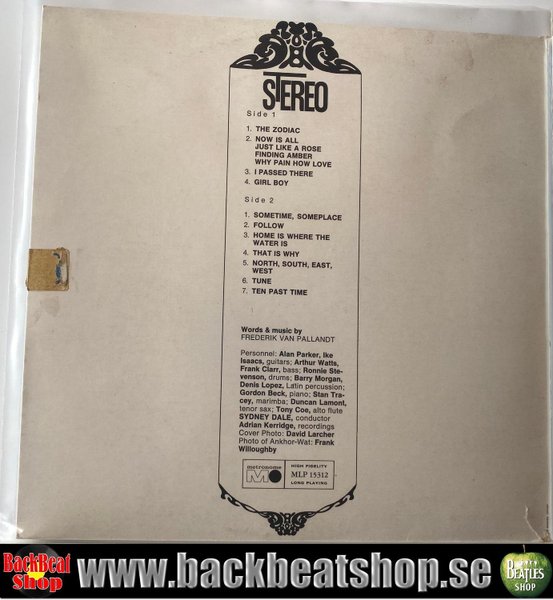 STEREO
Side 1
1. THE ZODIAC
2. NOW IS ALL
JUST LIKE A ROSE
FINDING AMBER
WHY PAIN HOW LOVE
3. I PASSED THERE
4. GIRL BOY
Side 2
1. SOMETIME, SOMEPLACE
2. FOLLOW
3. HOME IS WHERE THE
WATER IS
4. THAT IS WHY
5. NORTH, SOUTH, EAST,
WEST
6. TUNE
7. TEN PAST TIME
Words & music by
FREDERIK VAN PALLANDT
Personnel: Alan Parker, Ike
Isaacs, guitars; Arthur Watts,
Frank Clarr, bass; Ronnie Ste-
venson, drums; Barry Morgan,
Denis Lopez, Latin percussion;
Gordon Beck, piano; Stan Tra-
cey, marimba; Duncan Lamont,
tenor sax; Tony Coe, alto flute
SYDNEY DALE, conductor
Adrian Kerridge, recordings
Cover Photo: David Larcher
Photo of Ankhor-Wat: Frank
Willoughby
metronome
HIGH FIDELITY
MLP 15312
LONG PLAYING
BackBeat
Shop
www.backbeatshop.se
BEATLES
SHOP